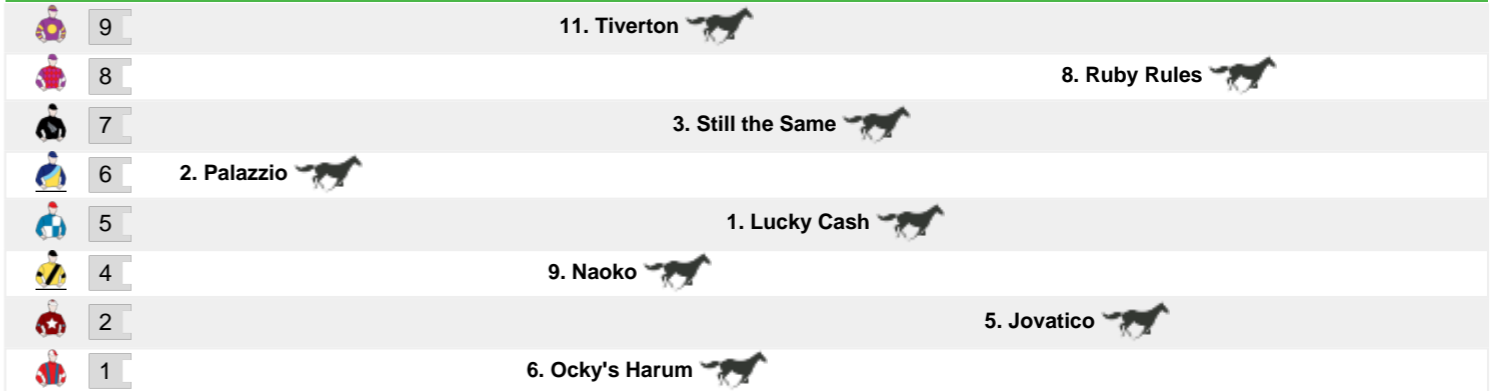 9 11. Tiverton
8 8. Ruby Rules
7 3. Still the Same
6 2. Palazzio
5 1. Lucky Cash
4 9. Naoko
2 5. Jovatico
1 6. Ocky's Harum